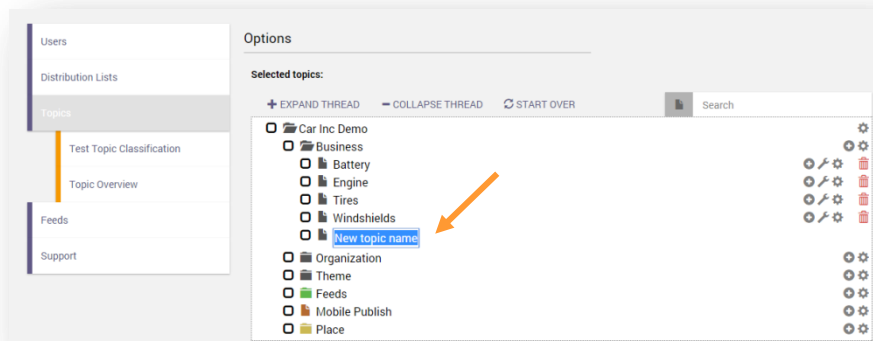 Users
Distribution Lists
Topics
Test Topic Classification
Topic Overview
Feeds
Support
Options
Selected topics:
EXPAND THREAD COLLAPSE THREAD START OVER Search
Car Inc Demo
Business
Battery
Engine
Tires
Windshields
New topic name
Organization
Theme
Feeds
Mobile Publish
Place